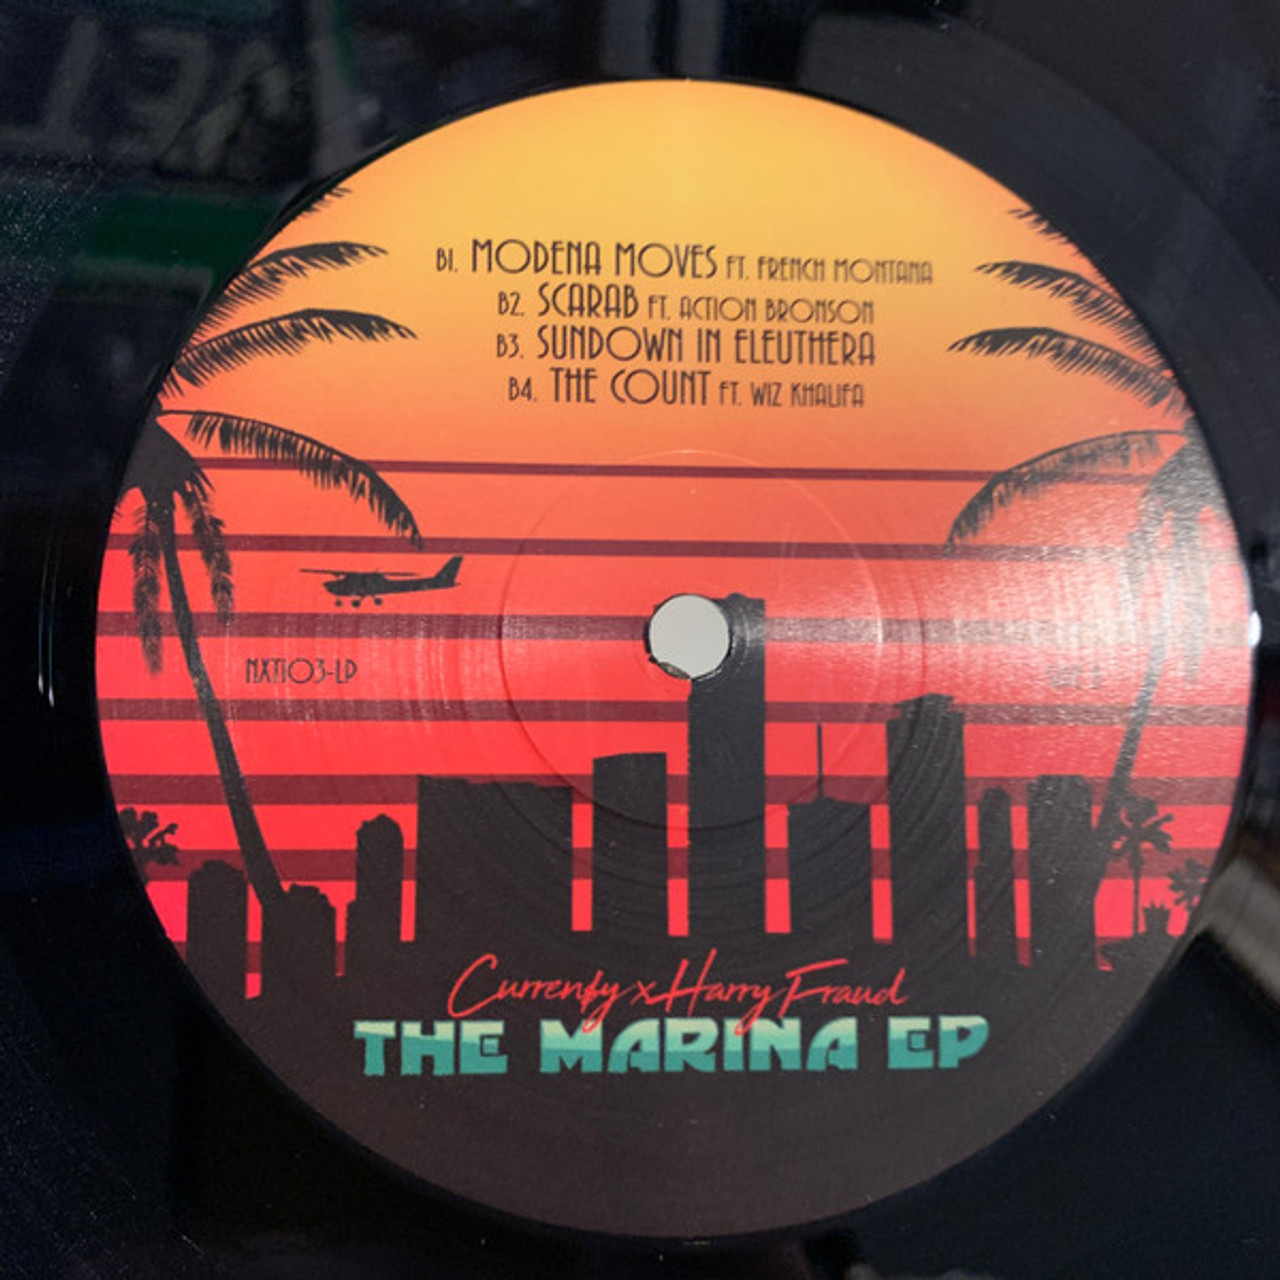 B1. MODENA MOVES FT. FRENCH MONTANA
B2. SCARAB FT. ACTION BRONSON
B3. SUNDOWN IN ELEUTHERA
B4. THE COUNT FT. WIZ KHALIFA
NXT103-LP
Curren$y x Harry Fraud
THE MARINA EP